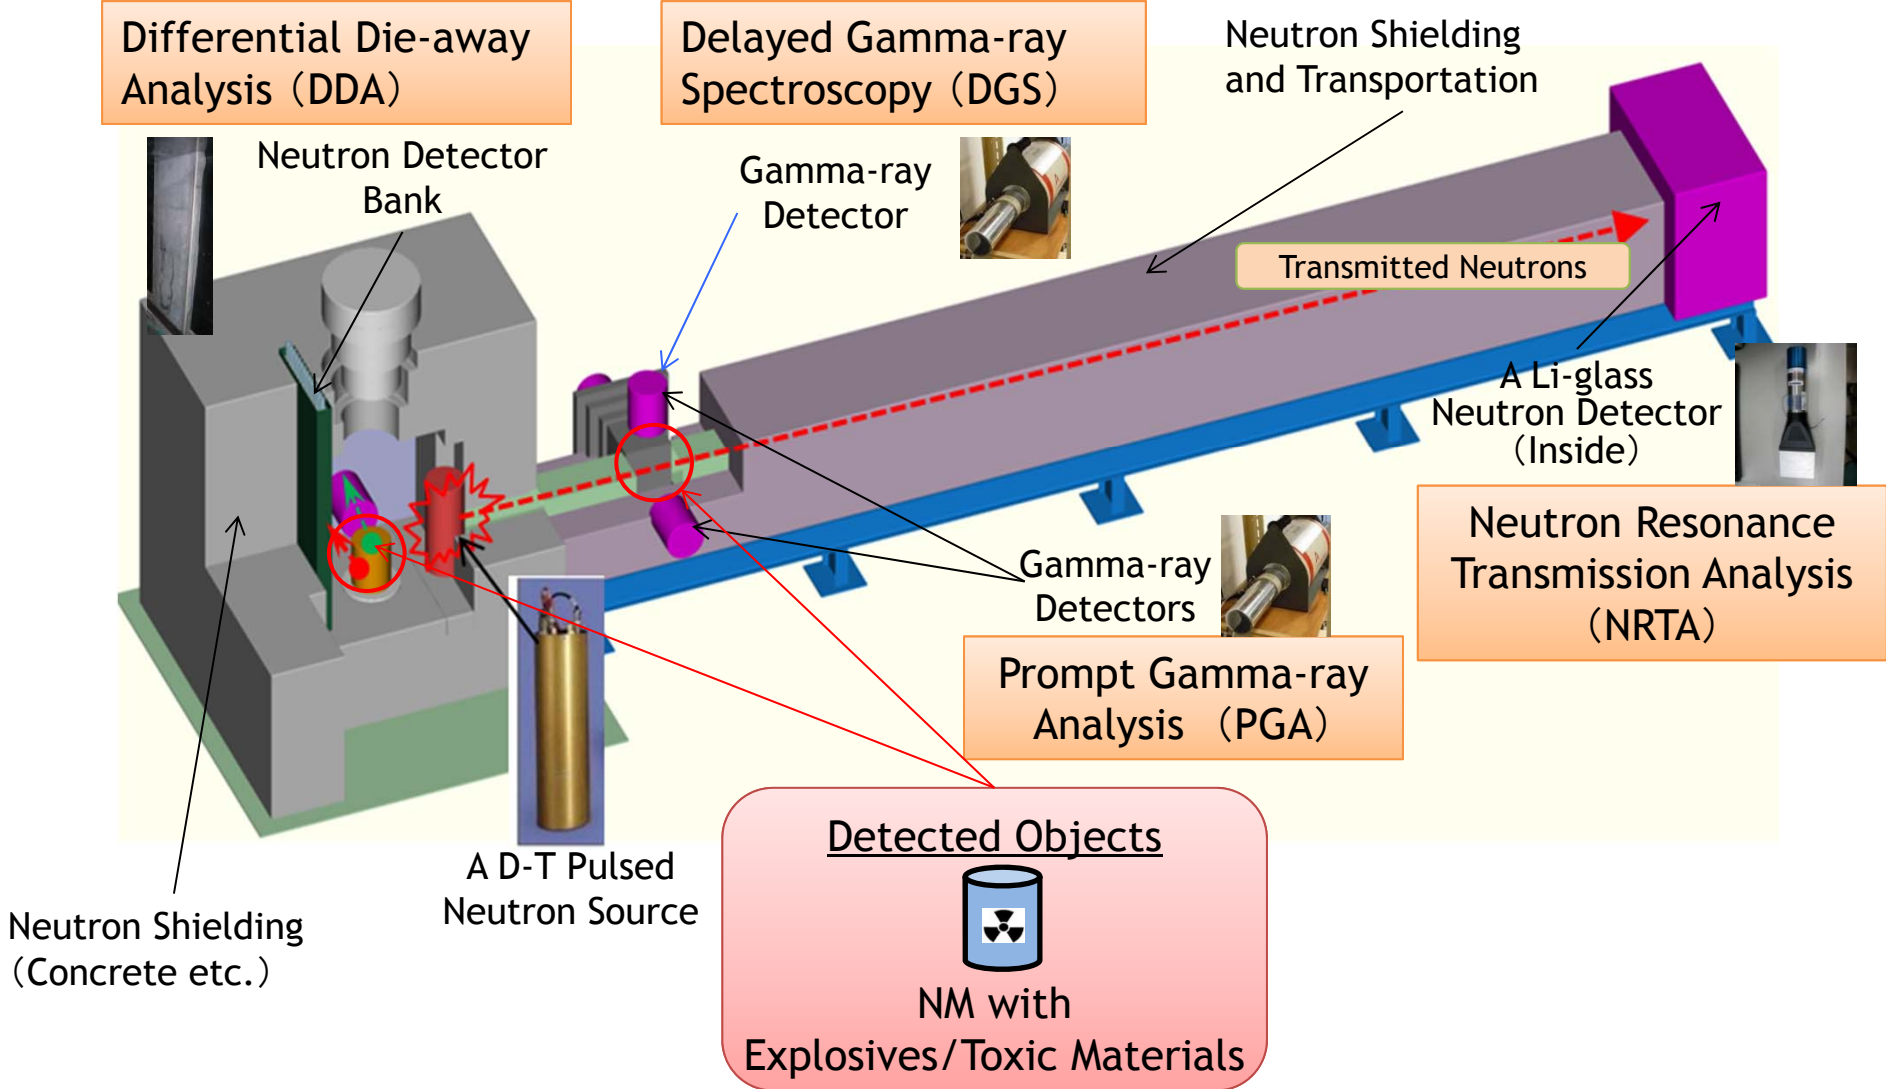 Differential Die-away
Analysis（DDA）
Delayed Gamma-ray
Spectroscopy（DGS）
Neutron Shielding
and Transportation
Neutron Detector
Bank
Gamma-ray
Detector
Transmitted Neutrons
A Li-glass
Neutron Detector
（Inside）
Neutron Resonance
Transmission Analysis
（NRTA）
Gamma-ray
Detectors
Prompt Gamma-ray
Analysis （PGA）
A D-T Pulsed
Neutron Source
Neutron Shielding
（Concrete etc.）
Detected Objects
NM with
Explosives/Toxic Materials